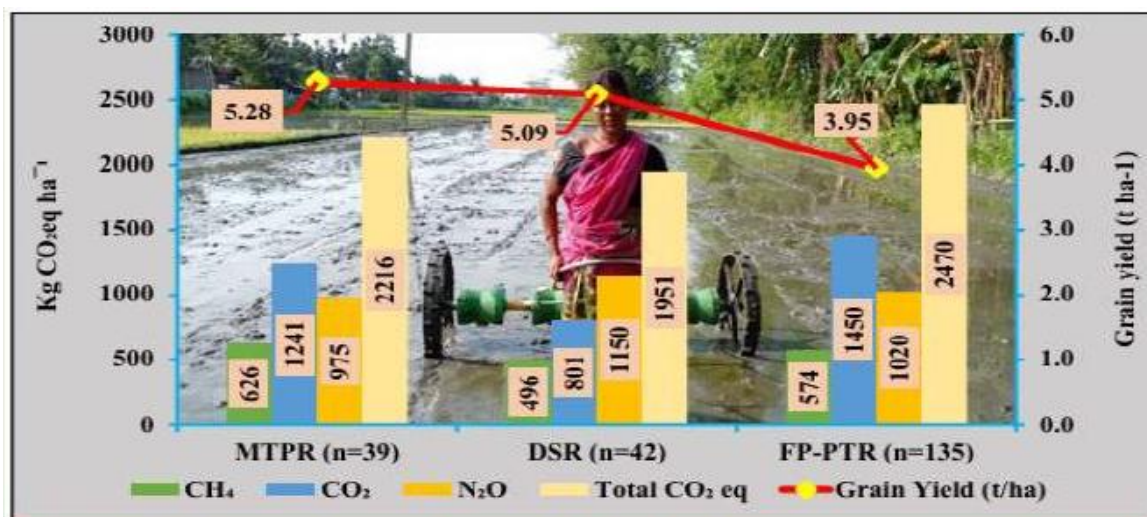 Kg CO₂eq ha⁻¹
3000
2500
2000
1500
1000
500
0
6.0
5.0
4.0
3.0
2.0
1.0
0.0
Grain yield (t ha-1)
5.28
5.09
3.95
626
1241
975
2216
496
801
1150
1951
574
1450
1020
2470
MTPR (n=39)
DSR (n=42)
FP-PTR (n=135)
CH₄
CO₂
N₂O
Total CO₂ eq
Grain Yield (t/ha)